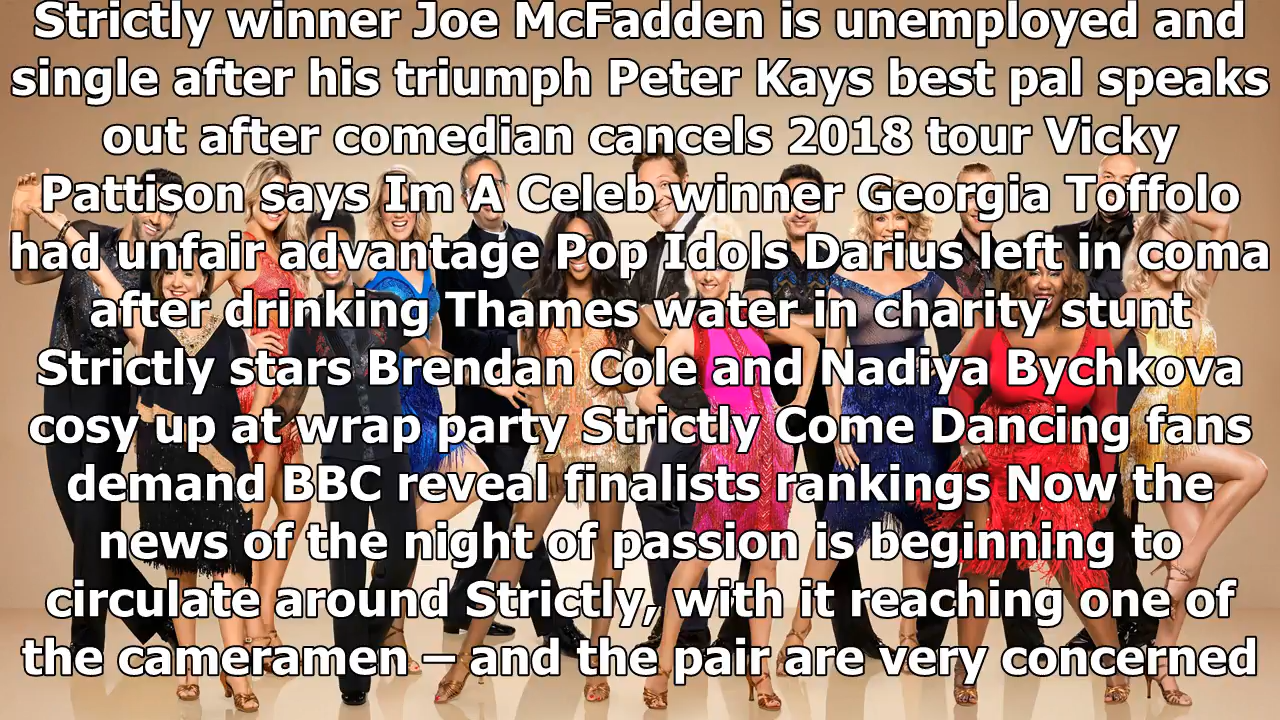 Strictly winner Joe McFadden is unemployed and
single after his triumph Peter Kays best pal speaks
out after comedian cancels 2018 tour Vicky
Pattison says Im A Celeb winner Georgia Toffolo
had unfair advantage Pop Idols Darius left in coma
after drinking Thames water in charity stunt
Strictly stars Brendan Cole and Nadiya Bychkova
cosy up at wrap party Strictly Come Dancing fans
demand BBC reveal finalists rankings Now the
news of the night of passion is beginning to
circulate around Strictly, with it reaching one of
the cameramen – and the pair are very concerned